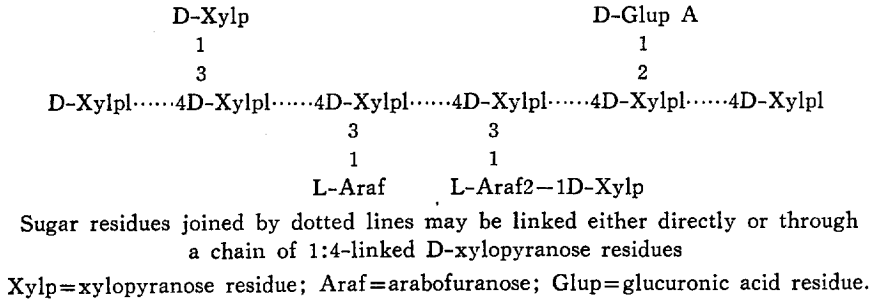 D-Xylp D-Glup A
1 1
3 2
D-Xylpl······4D-Xylpl······4D-Xylpl······4D-Xylpl······4D-Xylpl······4D-Xylpl
3 3
1 1
L-Araf L-Araf2—1D-Xylp
Sugar residues joined by dotted lines may be linked either directly or through
a chain of 1:4-linked D-xylopyranose residues
Xylp=xylopyranose residue; Araf=arabofuranose; Glup=glucuronic acid residue.